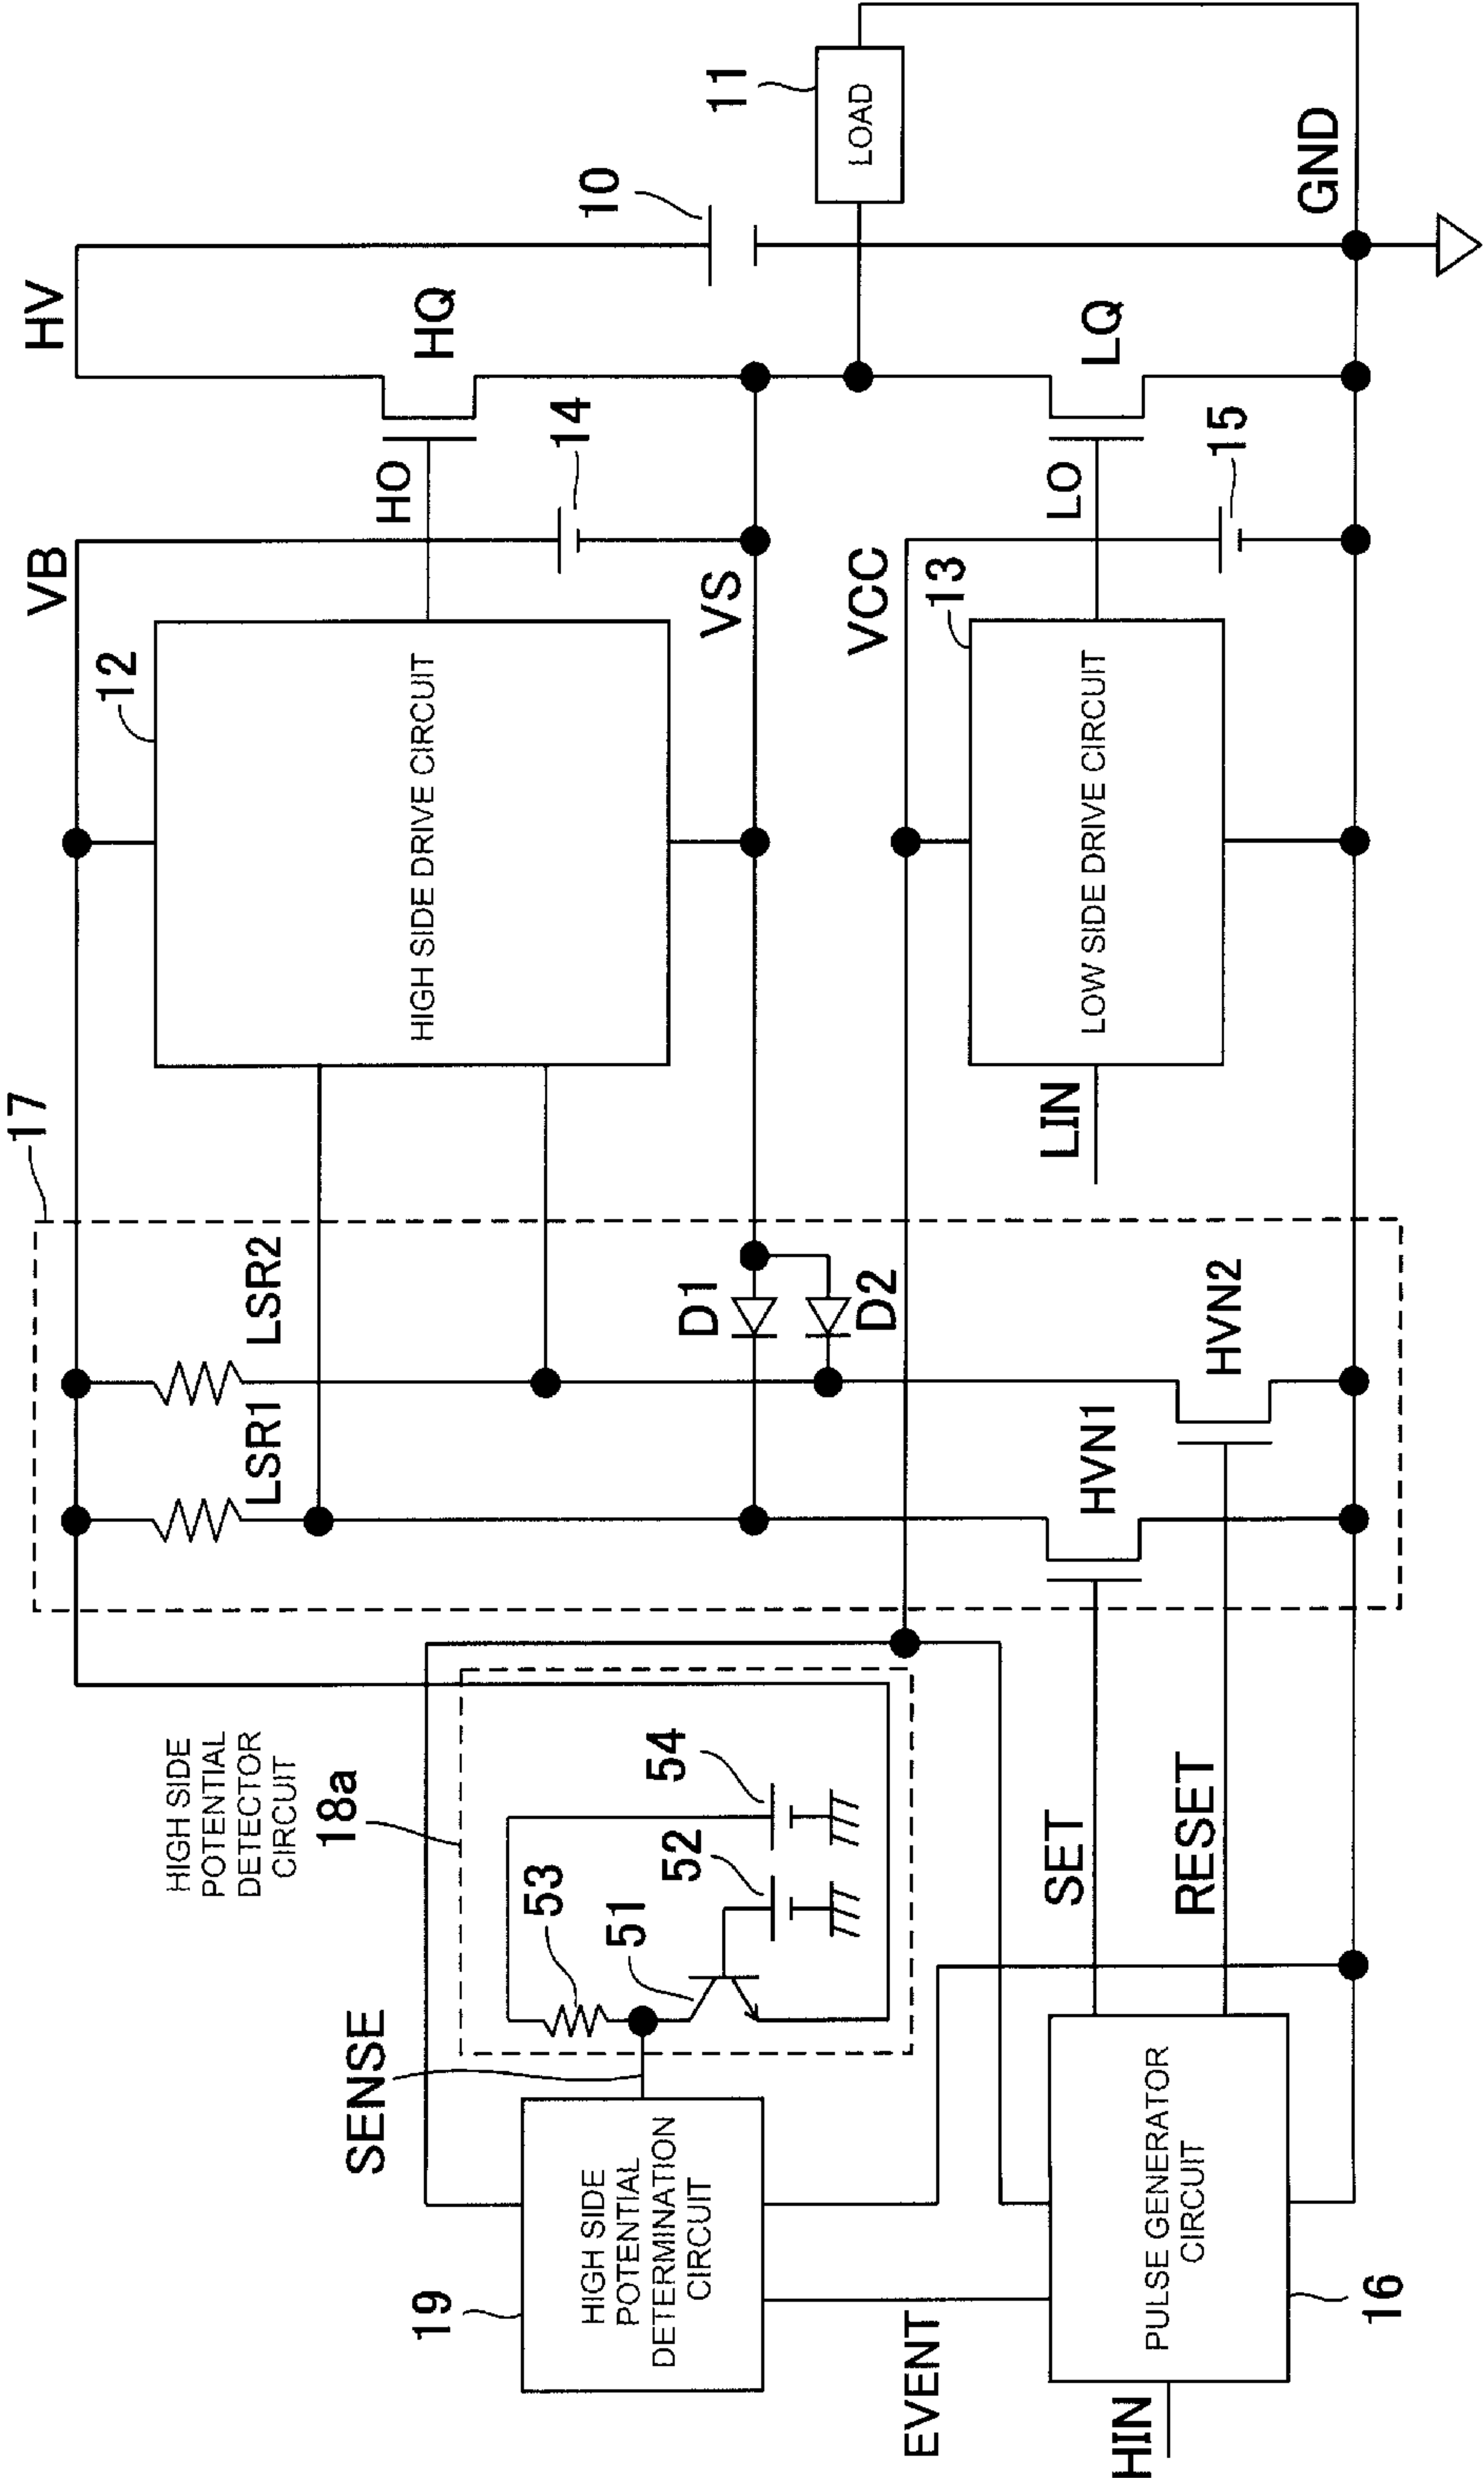 HV
10
11
LOAD
GND
HQ
LQ
HO
14
LO
15
VB
VS
VCC
12
HIGH SIDE DRIVE CIRCUIT
13
LOW SIDE DRIVE CIRCUIT
LIN
17
LSR2
LSR1
D1
D2
HVN2
HVN1
HIGH SIDE
POTENTIAL
DETECTOR
CIRCUIT
18a
54
52
53
51
SET
RESET
SENSE
19
HIGH SIDE
POTENTIAL
DETERMINATION
CIRCUIT
EVENT
PULSE GENERATOR
CIRCUIT
16
HIN